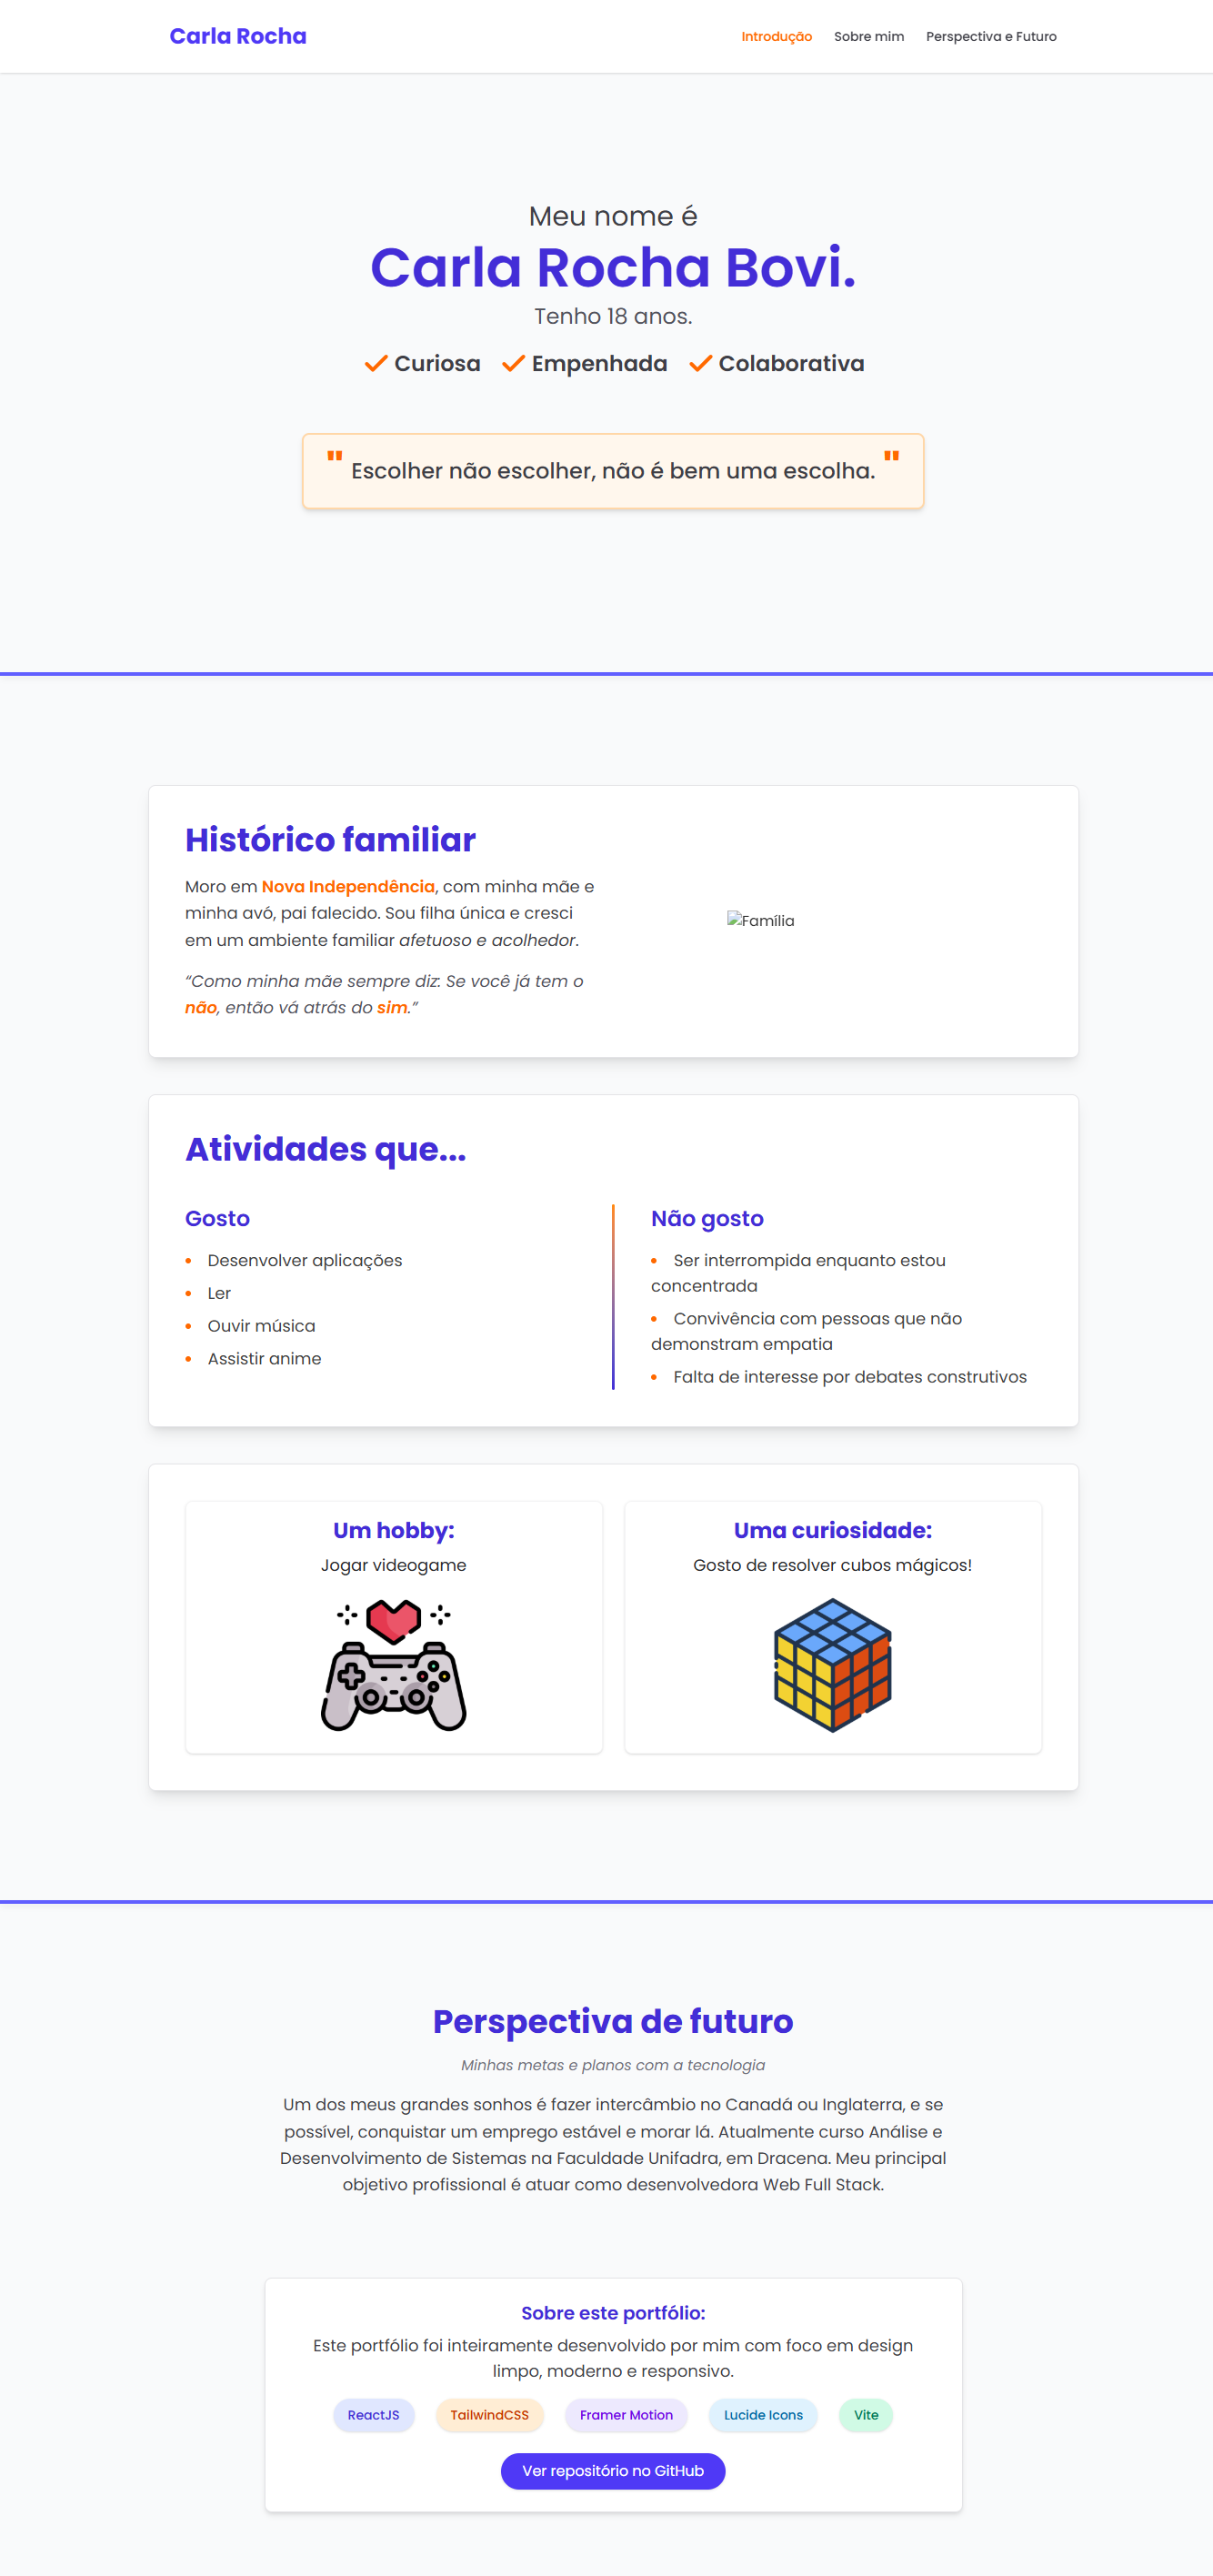 Carla Rocha
Introdução Sobre mim Perspectiva e Futuro
Meu nome é
Carla Rocha Bovi.
Tenho 18 anos.
Curiosa Empenhada Colaborativa
" Escolher não escolher, não é bem uma escolha. "
Histórico familiar
Moro em Nova Independência, com minha mãe e
minha avó, pai falecido. Sou filha única e cresci
em um ambiente familiar afetuoso e acolhedor.
“Como minha mãe sempre diz: Se você já tem o
não, então vá atrás do sim.”
Família
Atividades que...
Gosto
• Desenvolver aplicações
• Ler
• Ouvir música
• Assistir anime
Não gosto
• Ser interrompida enquanto estou
concentrada
• Convivência com pessoas que não
demonstram empatia
• Falta de interesse por debates construtivos
Um hobby:
Jogar videogame
Uma curiosidade:
Gosto de resolver cubos mágicos!
Perspectiva de futuro
Minhas metas e planos com a tecnologia
Um dos meus grandes sonhos é fazer intercâmbio no Canadá ou Inglaterra, e se
possível, conquistar um emprego estável e morar lá. Atualmente curso Análise e
Desenvolvimento de Sistemas na Faculdade Unifadra, em Dracena. Meu principal
objetivo profissional é atuar como desenvolvedora Web Full Stack.
Sobre este portfólio:
Este portfólio foi inteiramente desenvolvido por mim com foco em design
limpo, moderno e responsivo.
ReactJS TailwindCSS Framer Motion Lucide Icons Vite
Ver repositório no GitHub